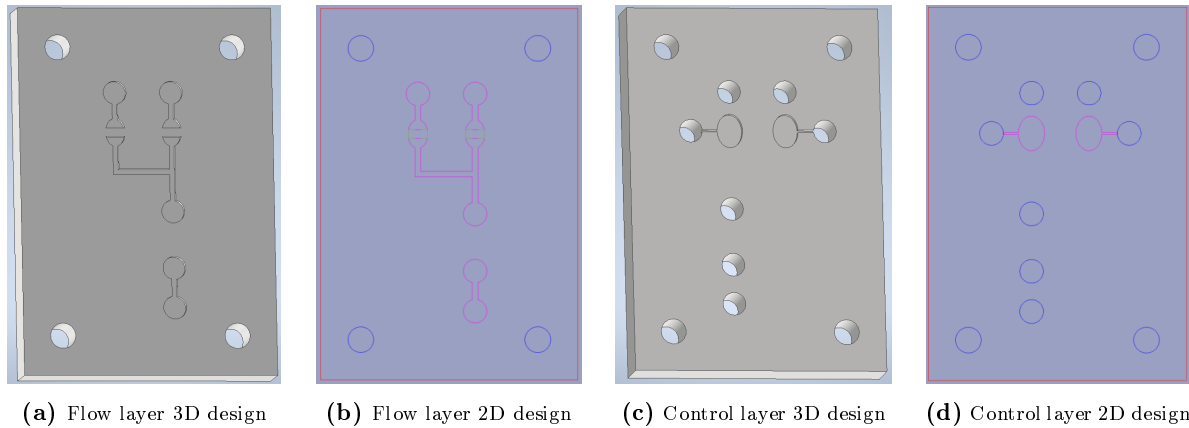 (a) Flow layer 3D design
(b) Flow layer 2D design
(c) Control layer 3D design
(d) Control layer 2D design